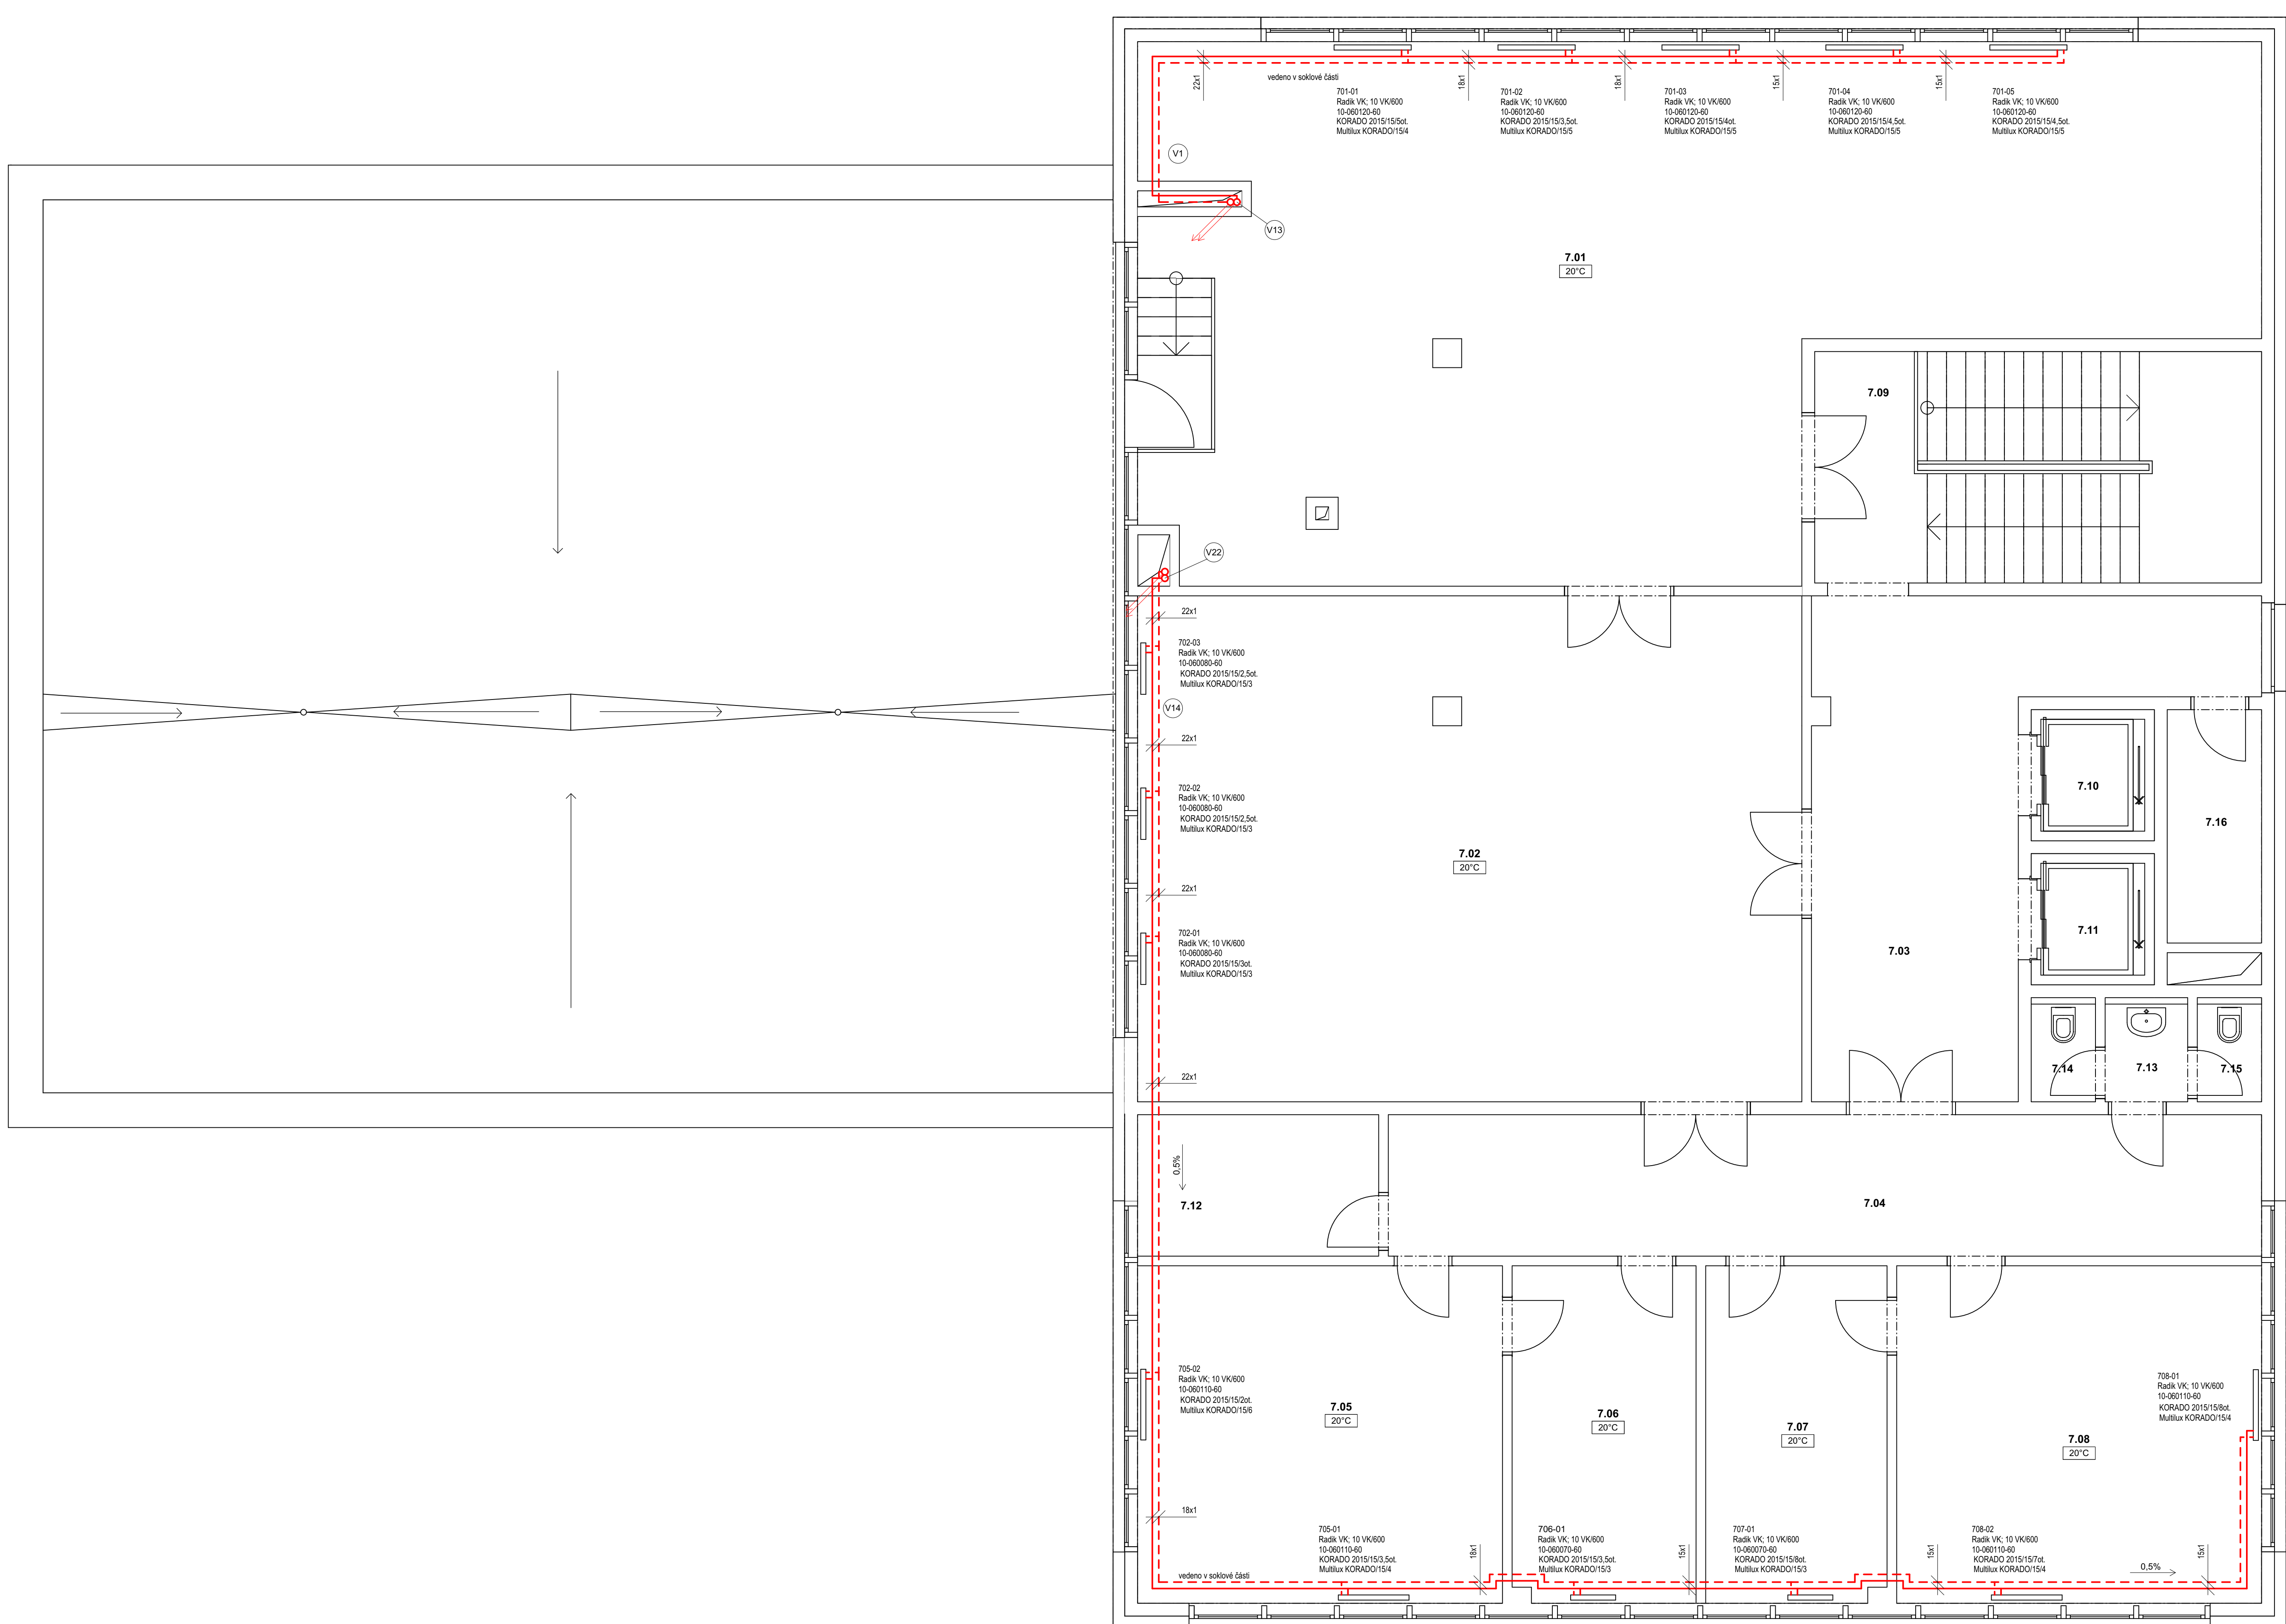 22x1
vedeno v soklové části
18x1
18x1
15x1
15x1
701-01
Radik VK; 10 VK/600
10-060120-60
KORADO 2015/15/5ot.
Multilux KORADO/15/4
701-02
Radik VK; 10 VK/600
10-060120-60
KORADO 2015/15/3,5ot.
Multilux KORADO/15/5
701-03
Radik VK; 10 VK/600
10-060120-60
KORADO 2015/15/4ot.
Multilux KORADO/15/5
701-04
Radik VK; 10 VK/600
10-060120-60
KORADO 2015/15/4,5ot.
Multilux KORADO/15/5
701-05
Radik VK; 10 VK/600
10-060120-60
KORADO 2015/15/4,5ot.
Multilux KORADO/15/5
V1
V13
7.01
20°C
7.09
V22
22x1
702-03
Radik VK; 10 VK/600
10-060080-60
KORADO 2015/15/2,5ot.
Multilux KORADO/15/3
V14
22x1
702-02
Radik VK; 10 VK/600
10-060080-60
KORADO 2015/15/2,5ot.
Multilux KORADO/15/3
7.10
7.16
7.02
20°C
22x1
702-01
Radik VK; 10 VK/600
10-060080-60
KORADO 2015/15/3ot.
Multilux KORADO/15/3
7.11
7.03
22x1
7.14
7.13
7.15
0,5%
7.12
7.04
705-02
Radik VK; 10 VK/600
10-060110-60
KORADO 2015/15/2ot.
Multilux KORADO/15/6
7.05
20°C
7.06
20°C
7.07
20°C
7.08
20°C
708-01
Radik VK; 10 VK/600
10-060110-60
KORADO 2015/15/8ot.
Multilux KORADO/15/4
18x1
vedeno v soklové části
705-01
Radik VK; 10 VK/600
10-060110-60
KORADO 2015/15/3,5ot.
Multilux KORADO/15/4
18x1
706-01
Radik VK; 10 VK/600
10-060070-60
KORADO 2015/15/3,5ot.
Multilux KORADO/15/3
15x1
707-01
Radik VK; 10 VK/600
10-060070-60
KORADO 2015/15/8ot.
Multilux KORADO/15/3
15x1
708-02
Radik VK; 10 VK/600
10-060110-60
KORADO 2015/15/7ot.
Multilux KORADO/15/4
0,5%
15x1